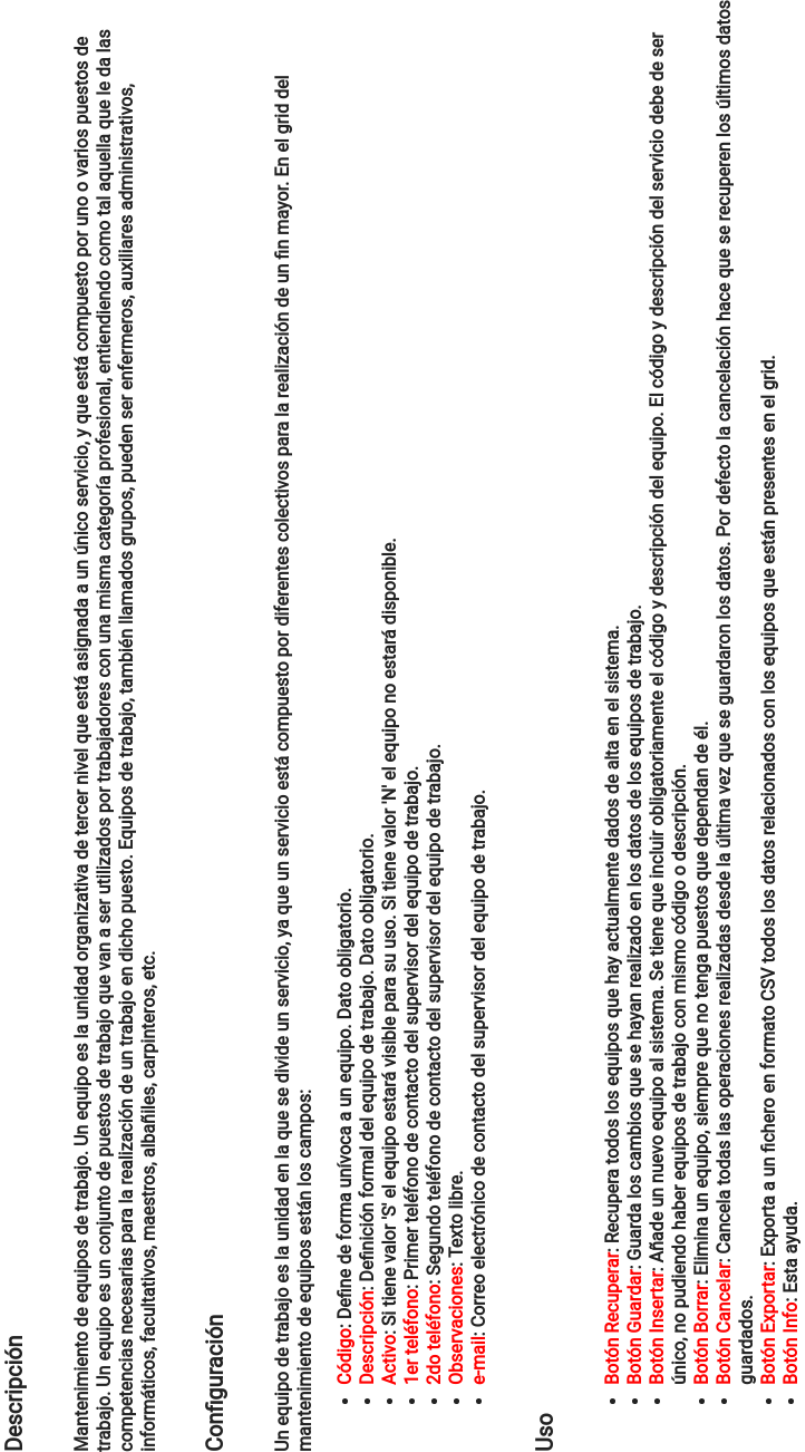 Descripción
Mantenimiento de equipos de trabajo. Un equipo es la unidad organizativa de tercer nivel que está asignada a un único servicio, y que está compuesto por uno o varios puestos de
trabajo. Un equipo es un conjunto de puestos de trabajo que van a ser utilizados por trabajadores con una misma categoría profesional, entiendiendo como tal aquella que le da las
competencias necesarias para la realización de un trabajo en dicho puesto. Equipos de trabajo, también llamados grupos, pueden ser enfermeros, auxiliares administrativos,
informáticos, facultativos, maestros, albañilles, carpinteros, etc.
Configuración
Un equipo de trabajo es la unidad en la que se divide un servicio, ya que un servicio está compuesto por diferentes colectivos para la realización de un fin mayor. En el grid del
mantenimiento de equipos están los campos:
• Código: Define de forma unívoca a un equipo. Dato obligatorio.
• Descripción: Definición formal del equipo de trabajo. Dato obligatorio.
• Activo: Si tiene valor 'S' el equipo estará visible para su uso. Si tiene valor 'N' el equipo no estará disponible.
• 1er teléfono: Primer teléfono de contacto del supervisor del equipo de trabajo.
• 2do teléfono: Segundo teléfono de contacto del supervisor del equipo de trabajo.
• Observaciones: Texto libre.
• e-mail: Correo electrónico de contacto del supervisor del equipo de trabajo.
Uso
• Botón Recuperar: Recupera todos los equipos que hay actualmente dados de alta en el sistema.
• Botón Guardar: Guarda los cambios que se hayan realizado en los datos de los equipos de trabajo.
• Botón Insertar: Añade un nuevo equipo al sistema. Se tiene que incluir obligatoriamente el código y descripción del equipo. El código y descripción del servicio debe de ser
único, no pudiendo haber equipos de trabajo con mismo código o descripción.
• Botón Borrar: Elimina un equipo, siempre que no tenga puestos que dependan de él.
• Botón Cancelar: Cancela todas las operaciones realizadas desde la última vez que se guardaron los datos. Por defecto la cancelación hace que se recuperen los últimos datos
guardados.
• Botón Exportar: Exporta a un fichero en formato CSV todos los datos relacionados con los equipos que están presentes en el grid.
• Botón Info: Esta ayuda.